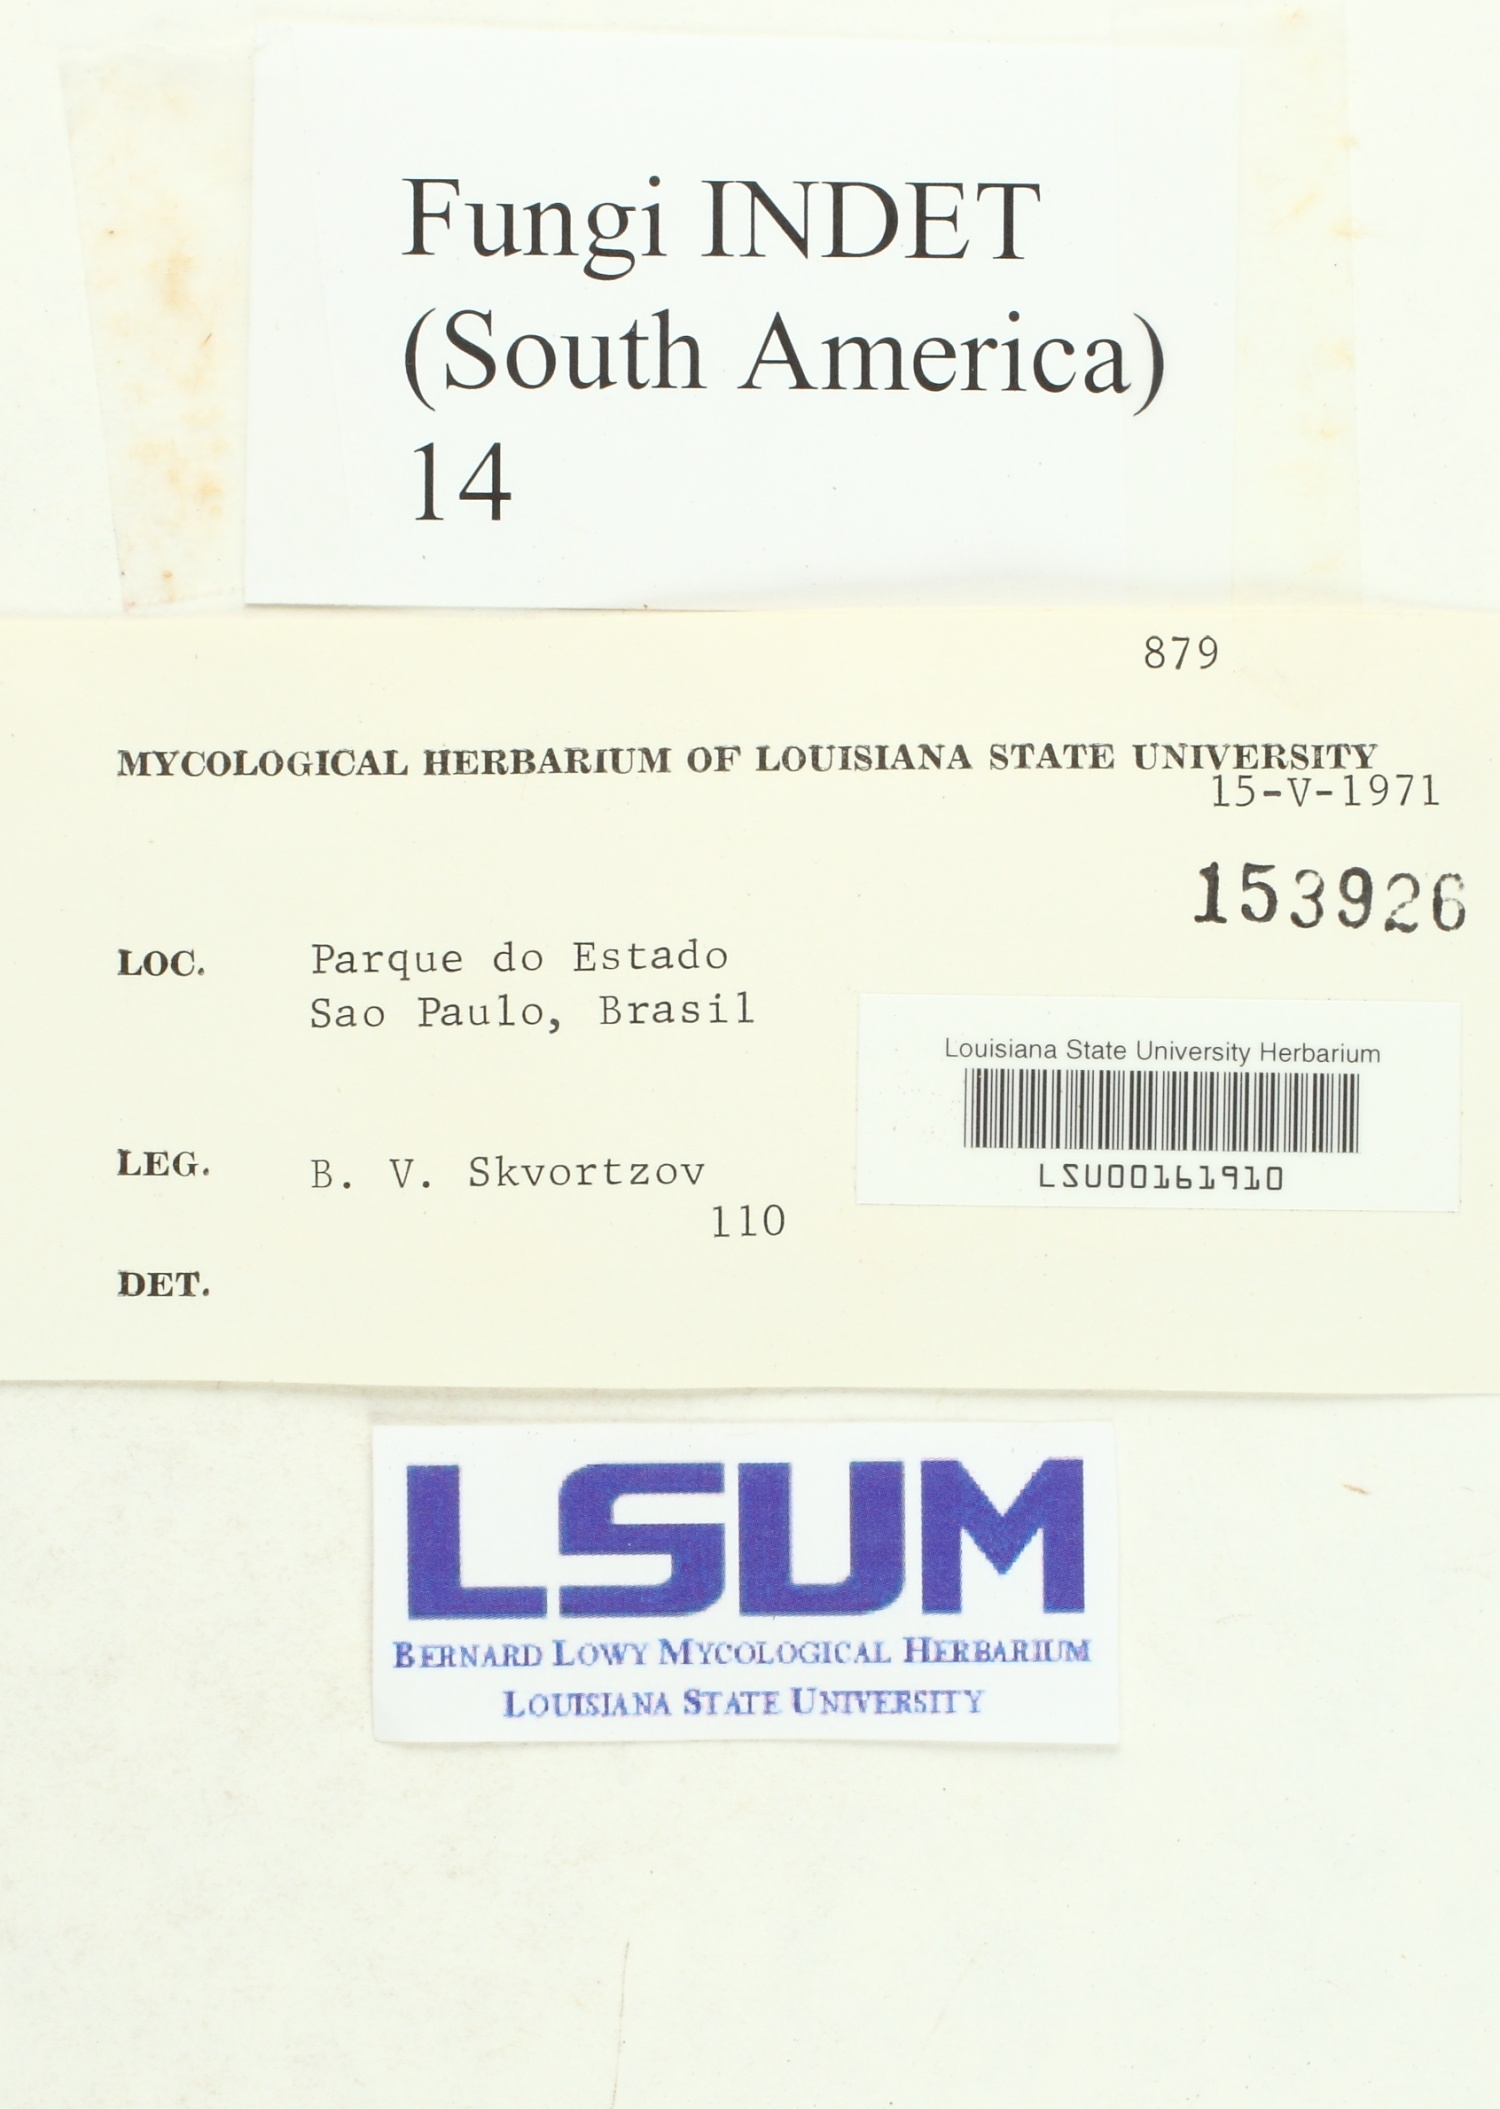 Fungi INDET
(South America)
14
879
MYCOLOGICAL HERBARIUM OF LOUISIANA STATE UNIVERSITY
15-V-1971
153926
LOC. Parque do Estado
Sao Paulo, Brasil
Louisiana State University Herbarium
LSU00161910
LEG. B. V. Skvortzov
110
DET.
LSUM
BERNARD LOWY MYCOLOGICAL HERBARIUM
LOUISIANA STATE UNIVERSITY